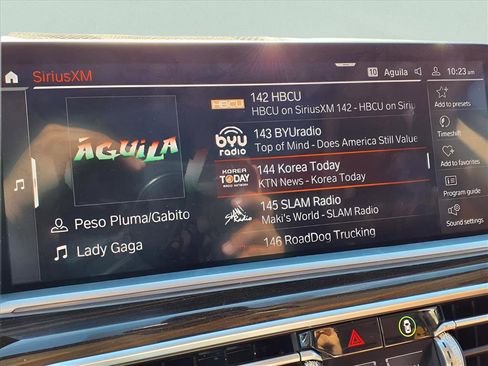 SiriusXM
10 Aguila 10:23 am
ÁGUILA
Peso Pluma/Gabito
Lady Gaga
HBCU
142 HBCU
HBCU on SiriusXM 142 - HBCU on Siriu
byu
radio
143 BYUradio
Top of Mind - Does America Still Value
KOREA
TODAY
144 Korea Today
KTN News - Korea Today
SLAM
Radio
145 SLAM Radio
Maki's World - SLAM Radio
146 RoadDog Trucking
Add to presets
Timeshift
Add to favorites
Program guide
Sound settings